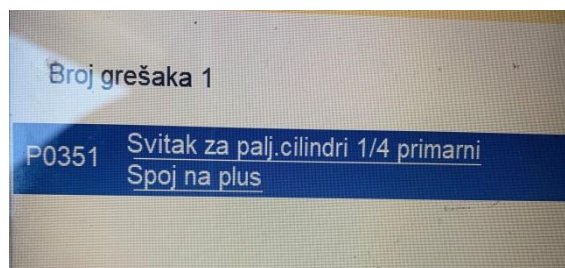 Broj grešaka 1
P0351 Svitak za palj.cilindri 1/4 primarni
Spoj na plus